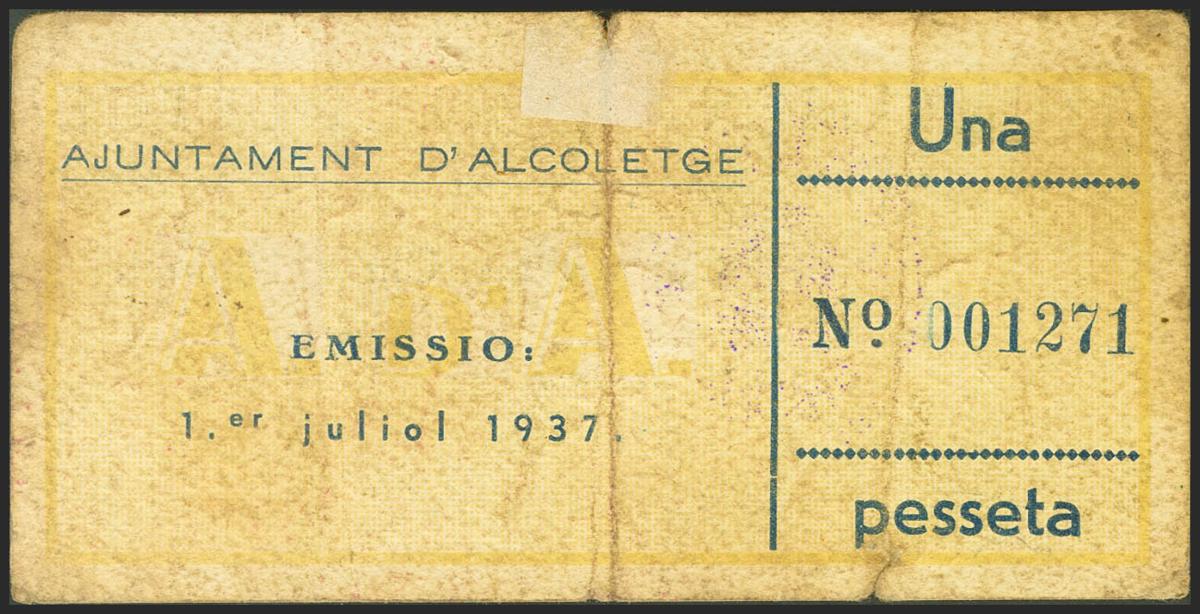 AJUNTAMENT D'ALCOLETGE
A. D'A.
EMISSIO:
1.er juliol 1937.
Una
Nº. 001271
pesseta